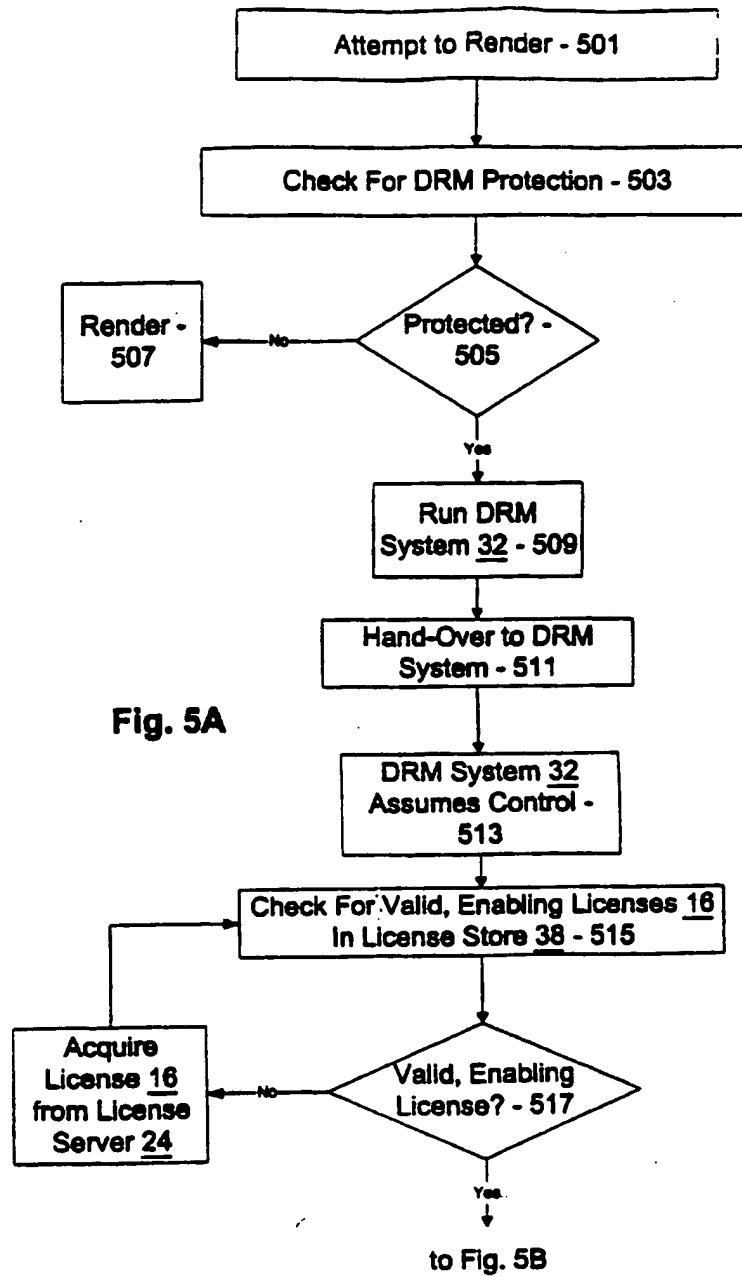 Attempt to Render - 501
Check For DRM Protection - 503
Protected? -
505
No
Render -
507
Yes
Run DRM
System 32 - 509
Hand-Over to DRM
System - 511
Fig. 5A
DRM System 32
Assumes Control -
513
Check For Valid, Enabling Licenses 16
In License Store 38 - 515
Valid, Enabling
License? - 517
No
Acquire
License 16
from License
Server 24
Yes
to Fig. 5B